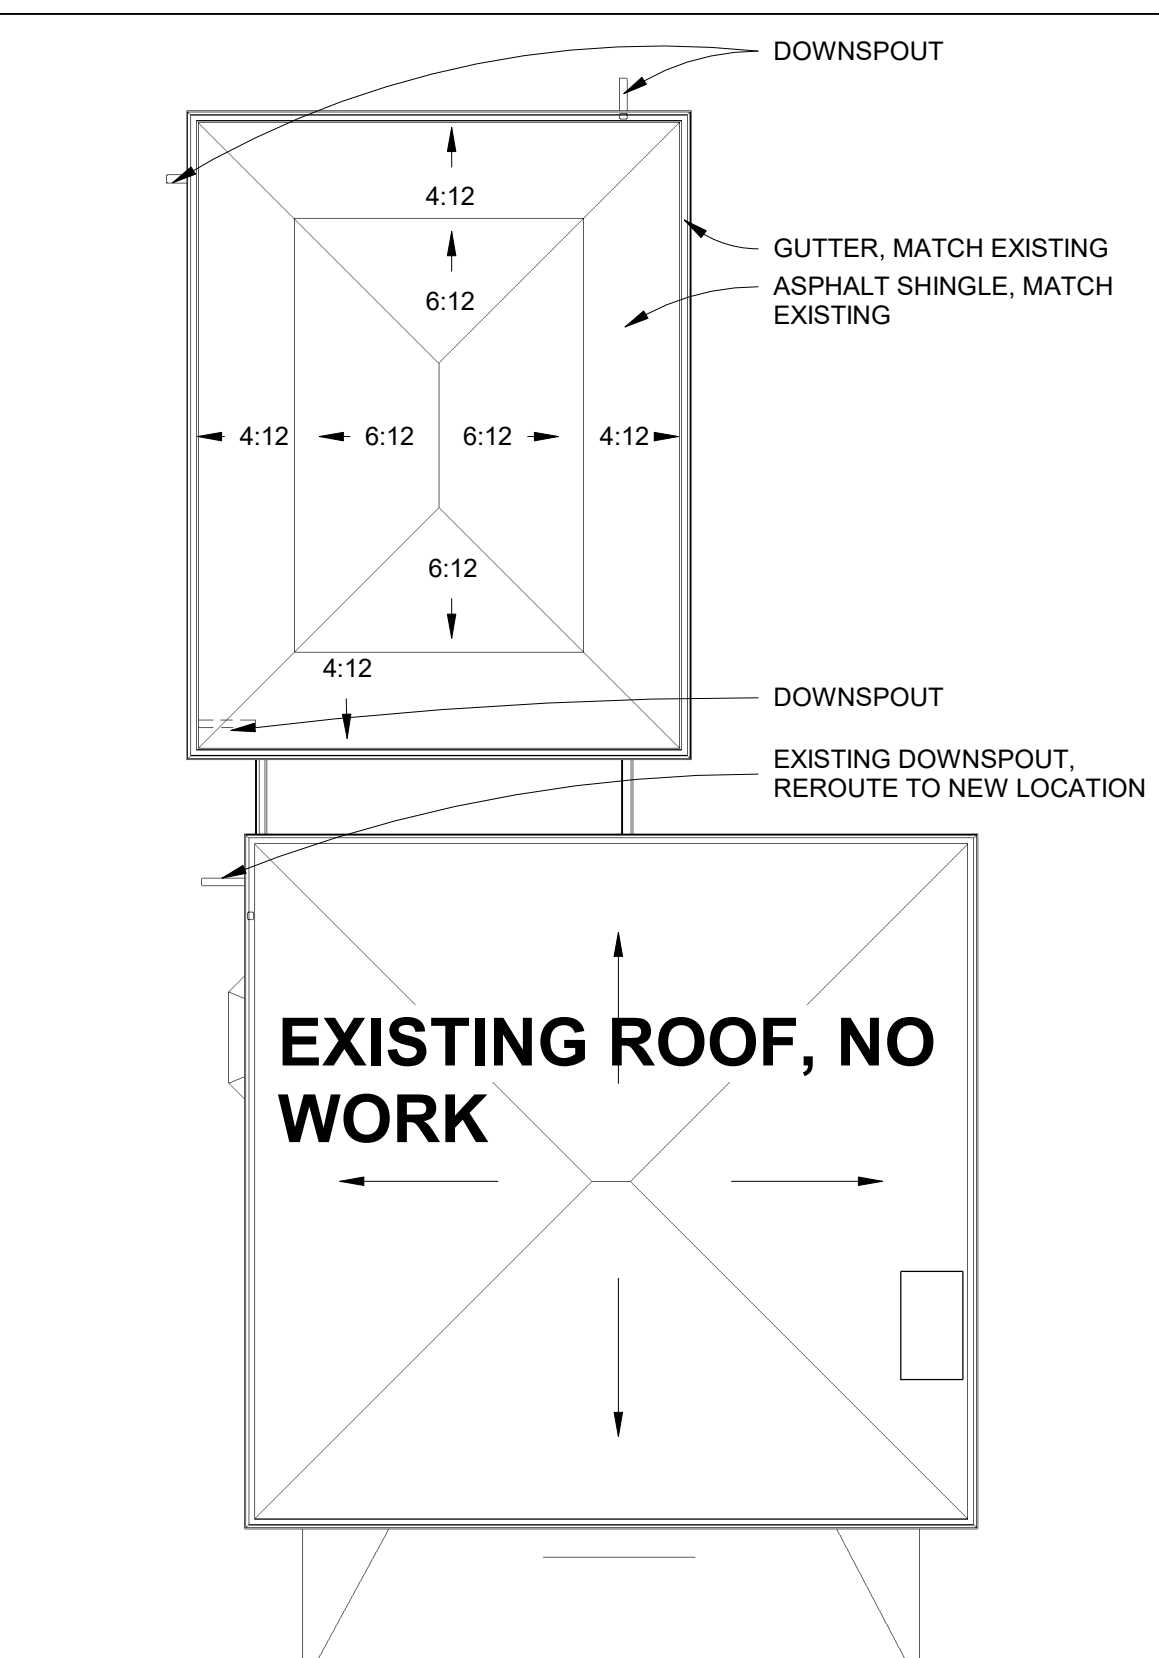 DOWNSPOUT
4:12
GUTTER, MATCH EXISTING
ASPHALT SHINGLE, MATCH
EXISTING
6:12
4:12 6:12 6:12 4:12
6:12
4:12
DOWNSPOUT
EXISTING DOWNSPOUT,
REROUTE TO NEW LOCATION
EXISTING ROOF, NO
WORK